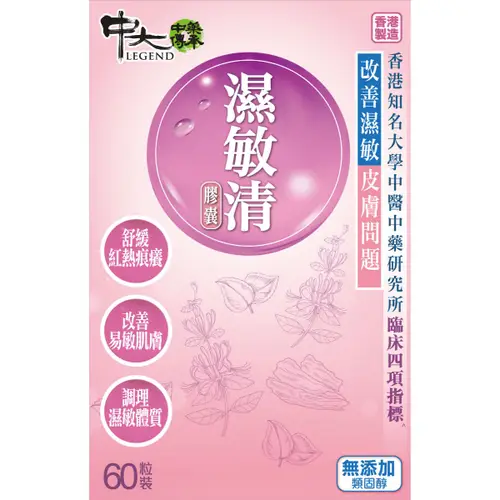 中大
中藥專家
LEGEND
香港
製造
濕敏清
膠囊
改善濕敏皮膚問題
香港知名大學中醫中藥研究所臨床四項指標
舒緩
紅熱痕癢
改善
易敏肌膚
調理
濕敏體質
60粒裝
無添加
類固醇